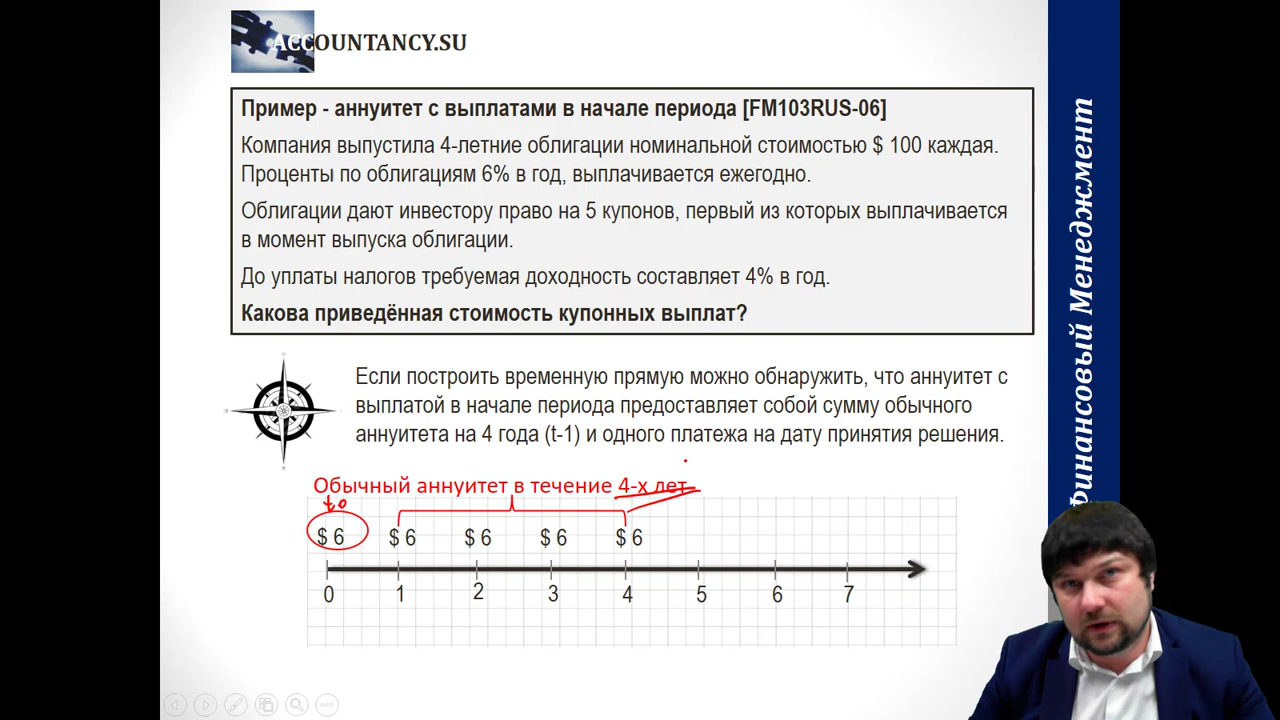 ACCOUNTANCY.SU
Пример - аннуитет с выплатами в начале периода [FM103RUS-06]
Компания выпустила 4-летние облигации номинальной стоимостью $ 100 каждая.
Проценты по облигациям 6% в год, выплачивается ежегодно.
Облигации дают инвестору право на 5 купонов, первый из которых выплачивается
в момент выпуска облигации.
До уплаты налогов требуемая доходность составляет 4% в год.
Какова приведённая стоимость купонных выплат?
Если построить временную прямую можно обнаружить, что аннуитет с
выплатой в начале периода предоставляет собой сумму обычного
аннуитета на 4 года (t-1) и одного платежа на дату принятия решения.
Обычный аннуитет в течение 4-х лет
t0
$ 6 $ 6 $ 6 $ 6 $ 6
0 1 2 3 4 5 6 7
Финансовый Менеджмент